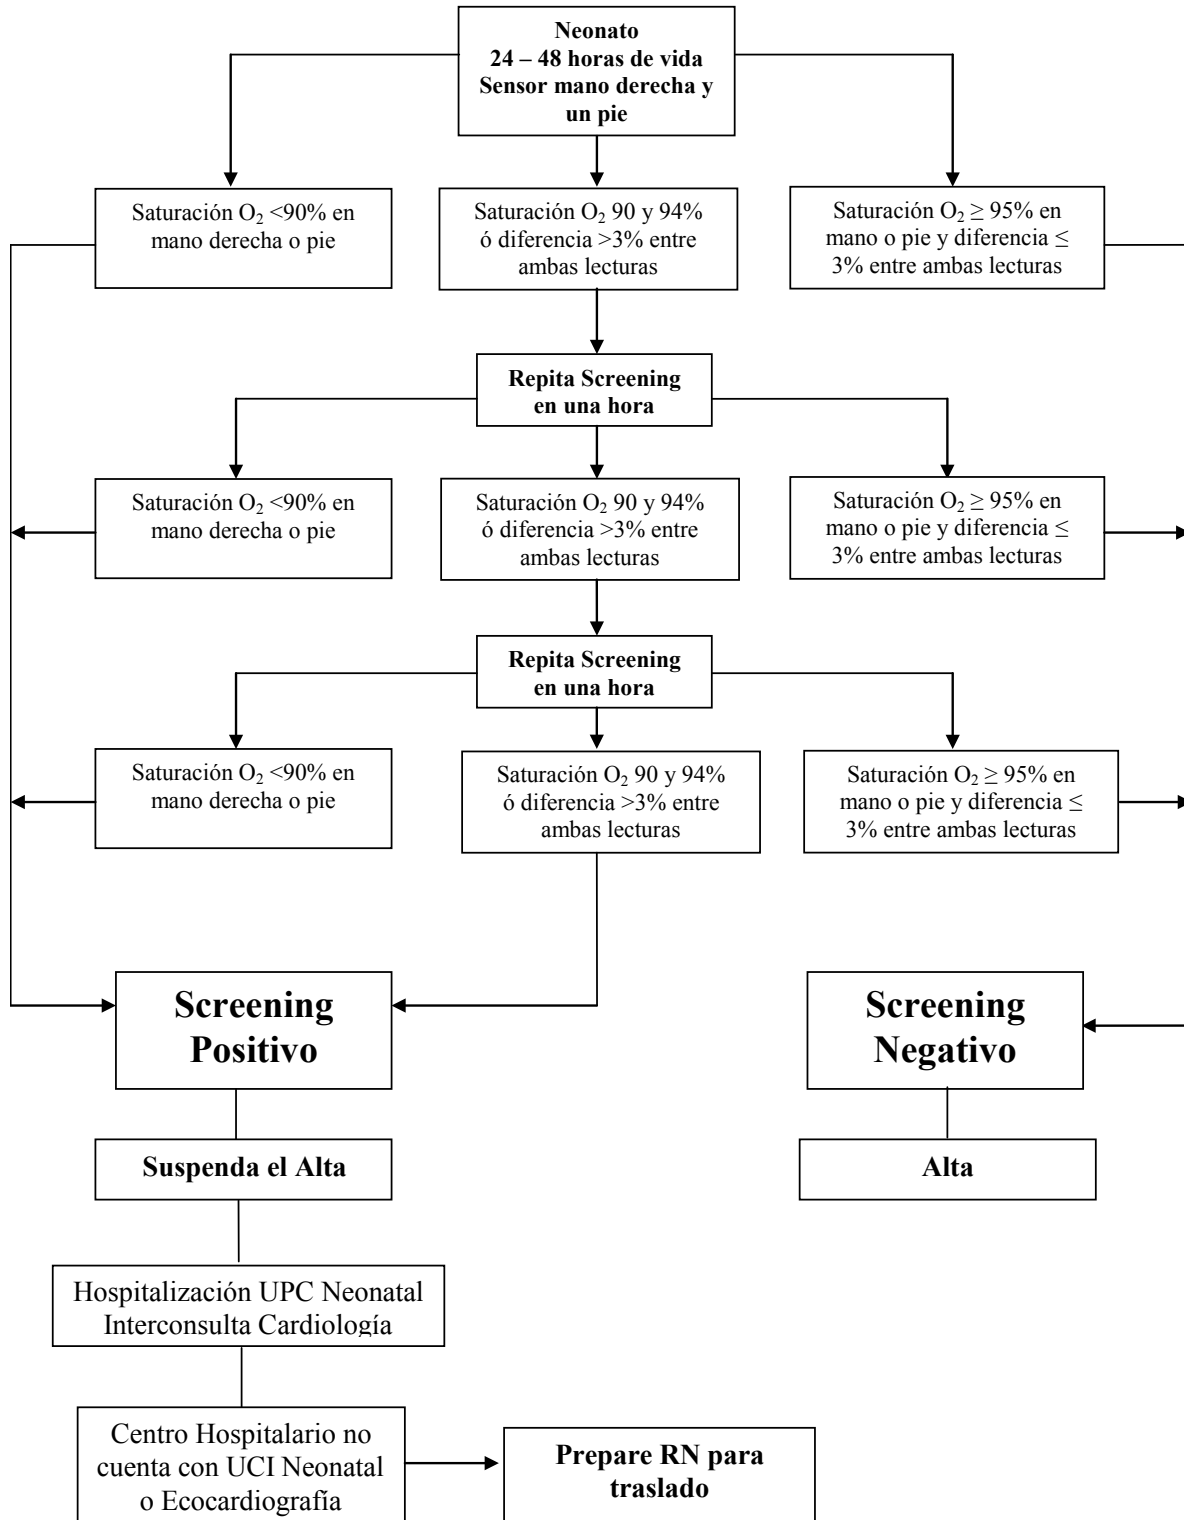 Neonato
24 – 48 horas de vida
Sensor mano derecha y
un pie
Saturación O₂ <90% en
mano derecha o pie
Saturación O₂ 90 y 94%
ó diferencia >3% entre
ambas lecturas
Saturación O₂ ≥ 95% en
mano o pie y diferencia ≤
3% entre ambas lecturas
Repita Screening
en una hora
Saturación O₂ <90% en
mano derecha o pie
Saturación O₂ 90 y 94%
ó diferencia >3% entre
ambas lecturas
Saturación O₂ ≥ 95% en
mano o pie y diferencia ≤
3% entre ambas lecturas
Repita Screening
en una hora
Saturación O₂ <90% en
mano derecha o pie
Saturación O₂ 90 y 94%
ó diferencia >3% entre
ambas lecturas
Saturación O₂ ≥ 95% en
mano o pie y diferencia ≤
3% entre ambas lecturas
Screening
Positivo
Screening
Negativo
Suspenda el Alta
Alta
Hospitalización UPC Neonatal
Interconsulta Cardiología
Centro Hospitalario no
cuenta con UCI Neonatal
o Ecocardiografía
Prepare RN para
traslado